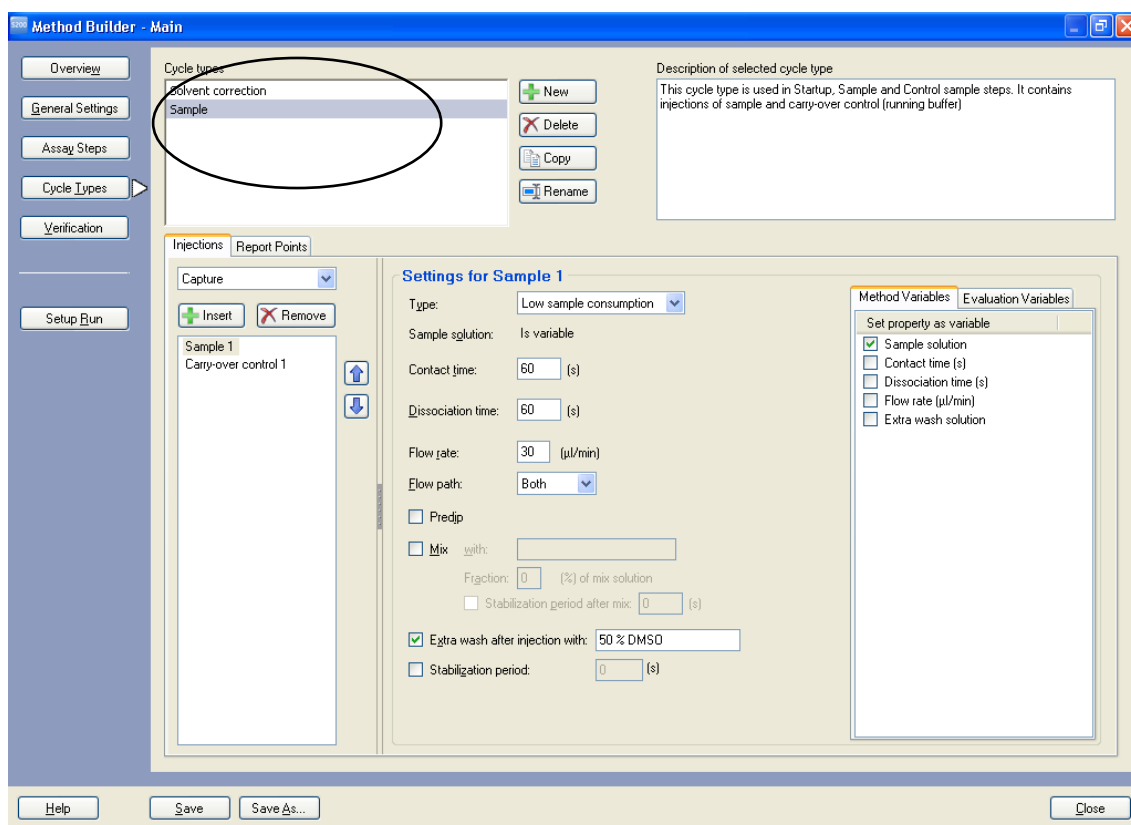 S200 Method Builder - Main
Overview
General Settings
Assay Steps
Cycle Types
Verification
Setup Run
Cycle types
Solvent correction
Sample
New
Delete
Copy
Rename
Description of selected cycle type
This cycle type is used in Startup, Sample and Control sample steps. It contains
injections of sample and carry-over control (running buffer)
Injections Report Points
Capture
Insert Remove
Sample 1
Carry-over control 1
Settings for Sample 1
Type: Low sample consumption
Sample solution: Is variable
Contact time: 60 (s)
Dissociation time: 60 (s)
Flow rate: 30 (µl/min)
Flow path: Both
Predip
Mix with:
Fraction: 0 (%) of mix solution
Stabilization period after mix: 0 (s)
Extra wash after injection with: 50 % DMSO
Stabilization period: 0 (s)
Method Variables Evaluation Variables
Set property as variable
Sample solution
Contact time (s)
Dissociation time (s)
Flow rate (µl/min)
Extra wash solution
Help Save Save As... Close